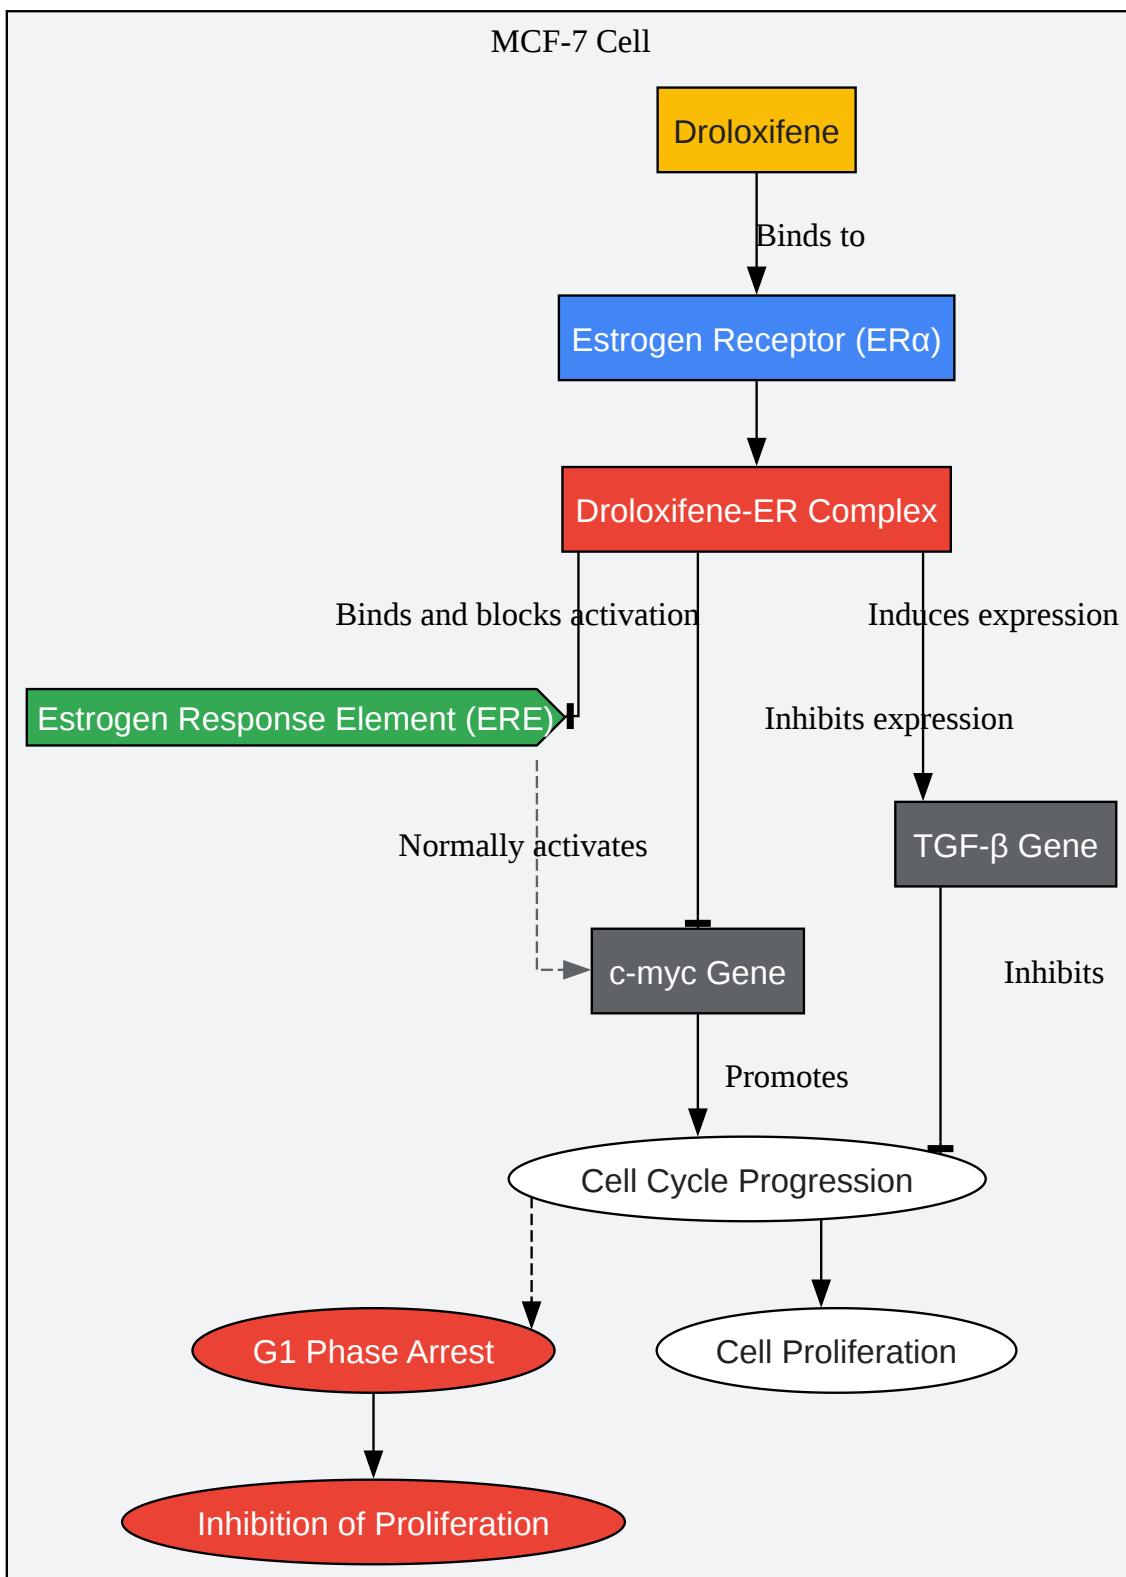 MCF-7 Cell
Droloxifene
Binds to
Estrogen Receptor (ERα)
Droloxifene-ER Complex
Binds and blocks activation
Induces expression
Estrogen Response Element (ERE)
Inhibits expression
Normally activates
TGF-β Gene
c-myc Gene
Inhibits
Promotes
Cell Cycle Progression
G1 Phase Arrest
Cell Proliferation
Inhibition of Proliferation